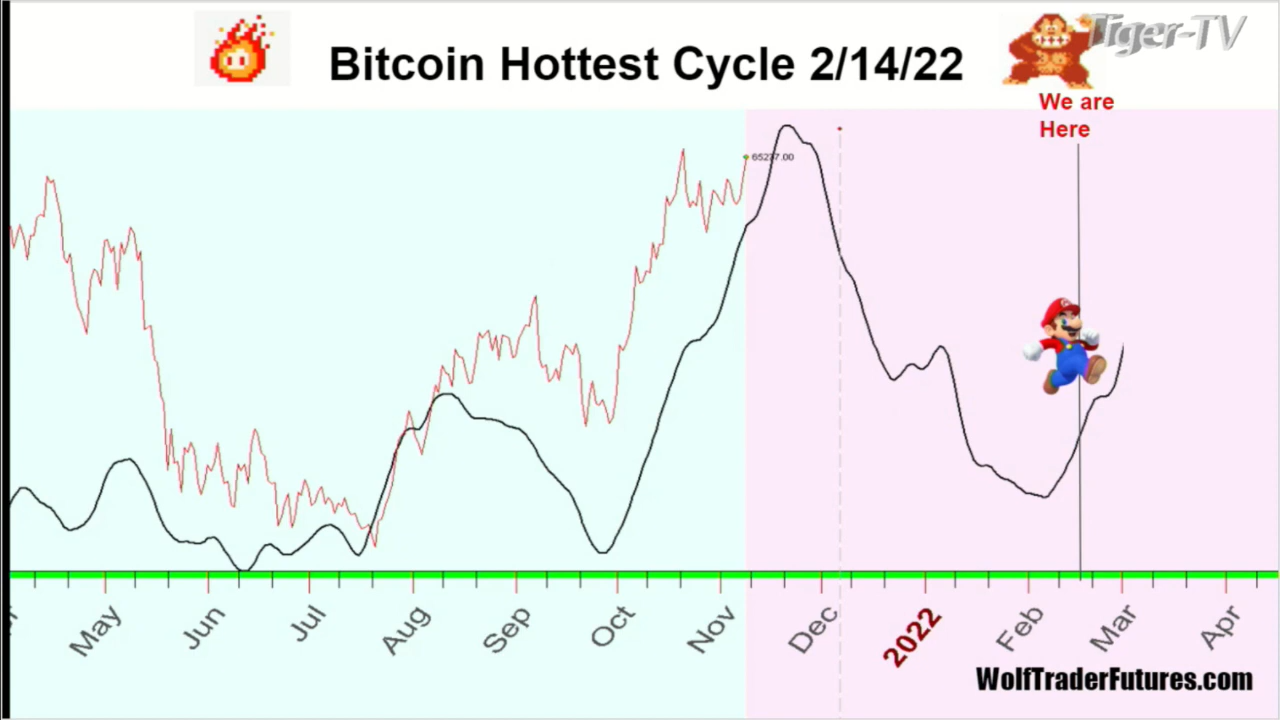 Tiger-TV
Bitcoin Hottest Cycle 2/14/22
We are
Here
May
Jun
Jul
Aug
Sep
Oct
Nov
Dec
2022
Feb
Mar
Apr
WolfTraderFutures.com